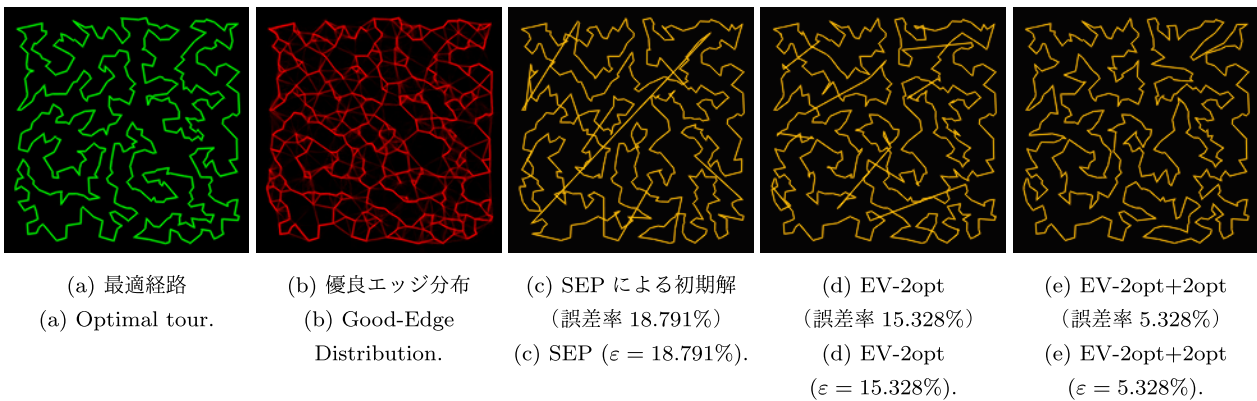 (a) 最適経路
(a) Optimal tour.
(b) 優良エッジ分布
(b) Good-Edge
Distribution.
(c) SEP による初期解
（誤差率 18.791%）
(c) SEP (ε = 18.791%).
(d) EV-2opt
（誤差率 15.328%）
(d) EV-2opt
(ε = 15.328%).
(e) EV-2opt+2opt
（誤差率 5.328%）
(e) EV-2opt+2opt
(ε = 5.328%).